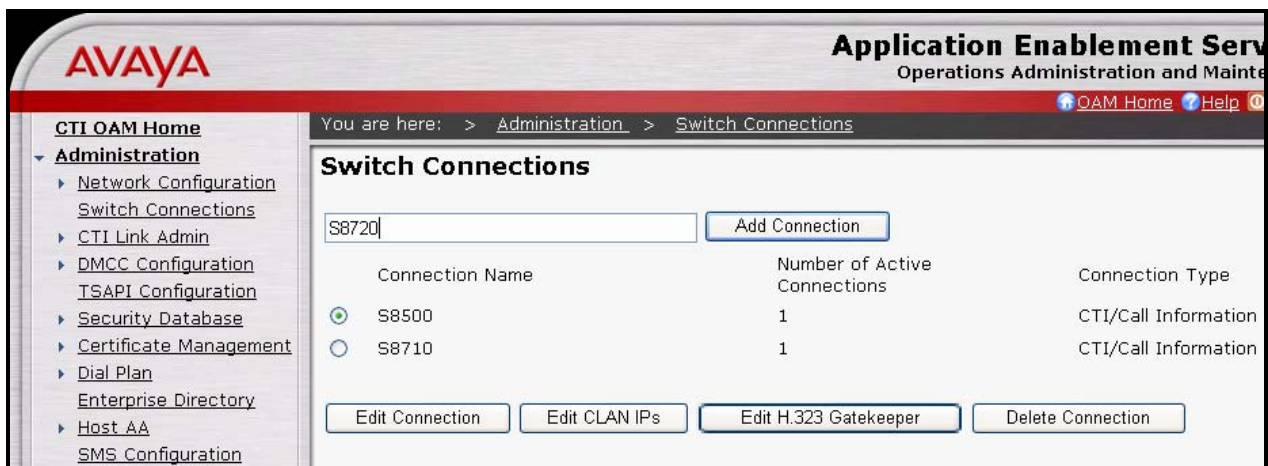 AVAYA
Application Enablement Serv
Operations Administration and Mainte
OAM Home Help
CTI OAM Home
Administration
Network Configuration
Switch Connections
CTI Link Admin
DMCC Configuration
TSAPI Configuration
Security Database
Certificate Management
Dial Plan
Enterprise Directory
Host AA
SMS Configuration
You are here: > Administration > Switch Connections
Switch Connections
S8720 Add Connection
Connection Name Number of Active Connections Connection Type
S8500 1 CTI/Call Information
S8710 1 CTI/Call Information
Edit Connection Edit CLAN IPs Edit H.323 Gatekeeper Delete Connection